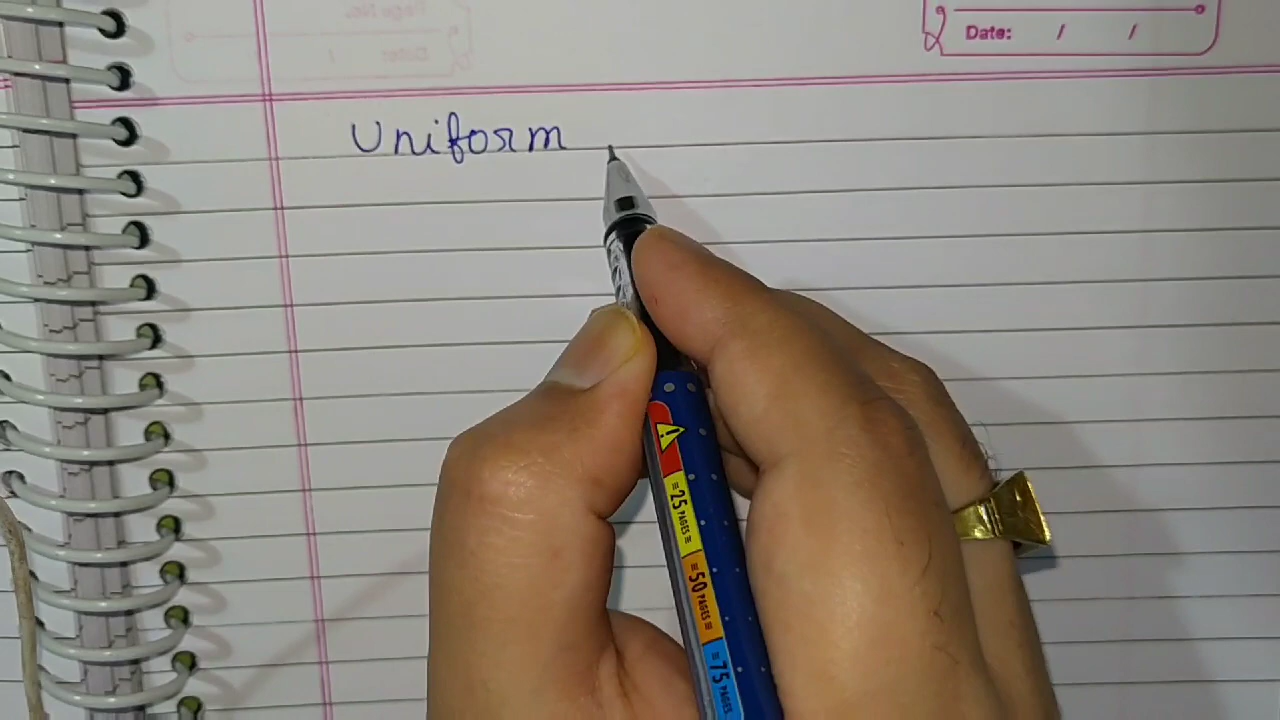 Date: / /
Uniform
=25 PAGES=
=50 PAGES=
=75 PAGES